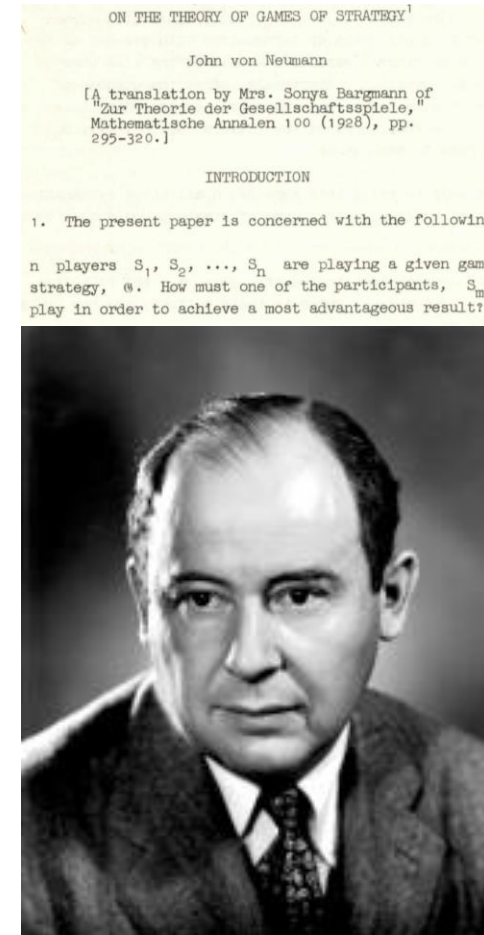 ON THE THEORY OF GAMES OF STRATEGY¹
John von Neumann
[A translation by Mrs. Sonya Bargmann of
"Zur Theorie der Gesellschaftsspiele,"
Mathematische Annalen 100 (1928), pp.
295-320.]
INTRODUCTION
1. The present paper is concerned with the followin
n players S₁, S₂, ..., Sₙ are playing a given gam
strategy, . How must one of the participants, Sₘ
play in order to achieve a most advantageous result?